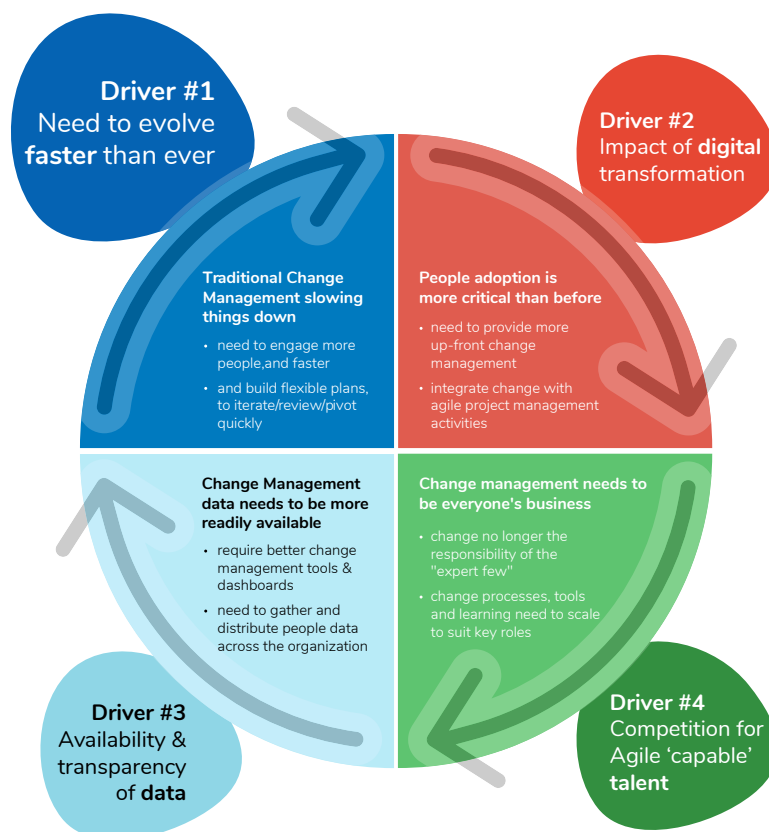 Driver #1
Need to evolve
faster than ever
Traditional Change
Management slowing
things down
• need to engage more
people,and faster
• and build flexible plans,
to iterate/review/pivot
quickly
Driver #2
Impact of digital
transformation
People adoption is
more critical than before
• need to provide more
up-front change
management
• integrate change with
agile project management
activities
Change Management
data needs to be more
readily available
• require better change
management tools &
dashboards
• need to gather and
distribute people data
across the organization
Driver #3
Availability &
transparency
of data
Change management needs to
be everyone's business
• change no longer the
responsibility of the
"expert few"
• change processes, tools
and learning need to scale
to suit key roles
Driver #4
Competition for
Agile ‘capable’
talent